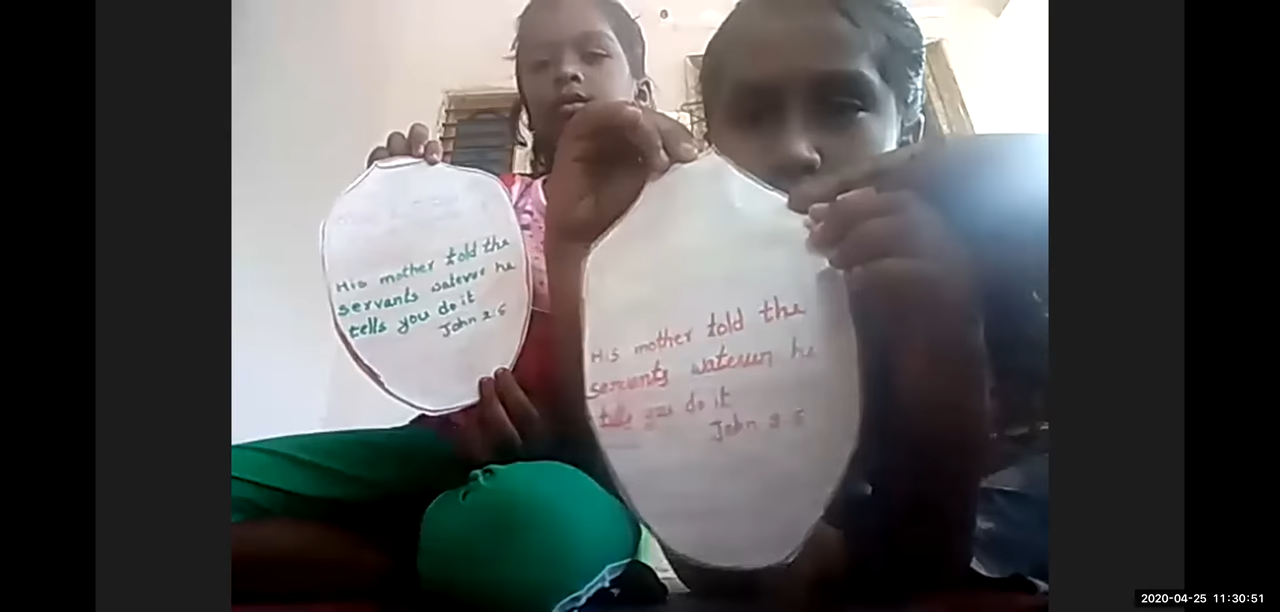 His mother told the
servants watever he
tells you do it
John 2 5
His mother told the
servants watever he
tells you do it
John 2 5
2020-04-25 11:30:51